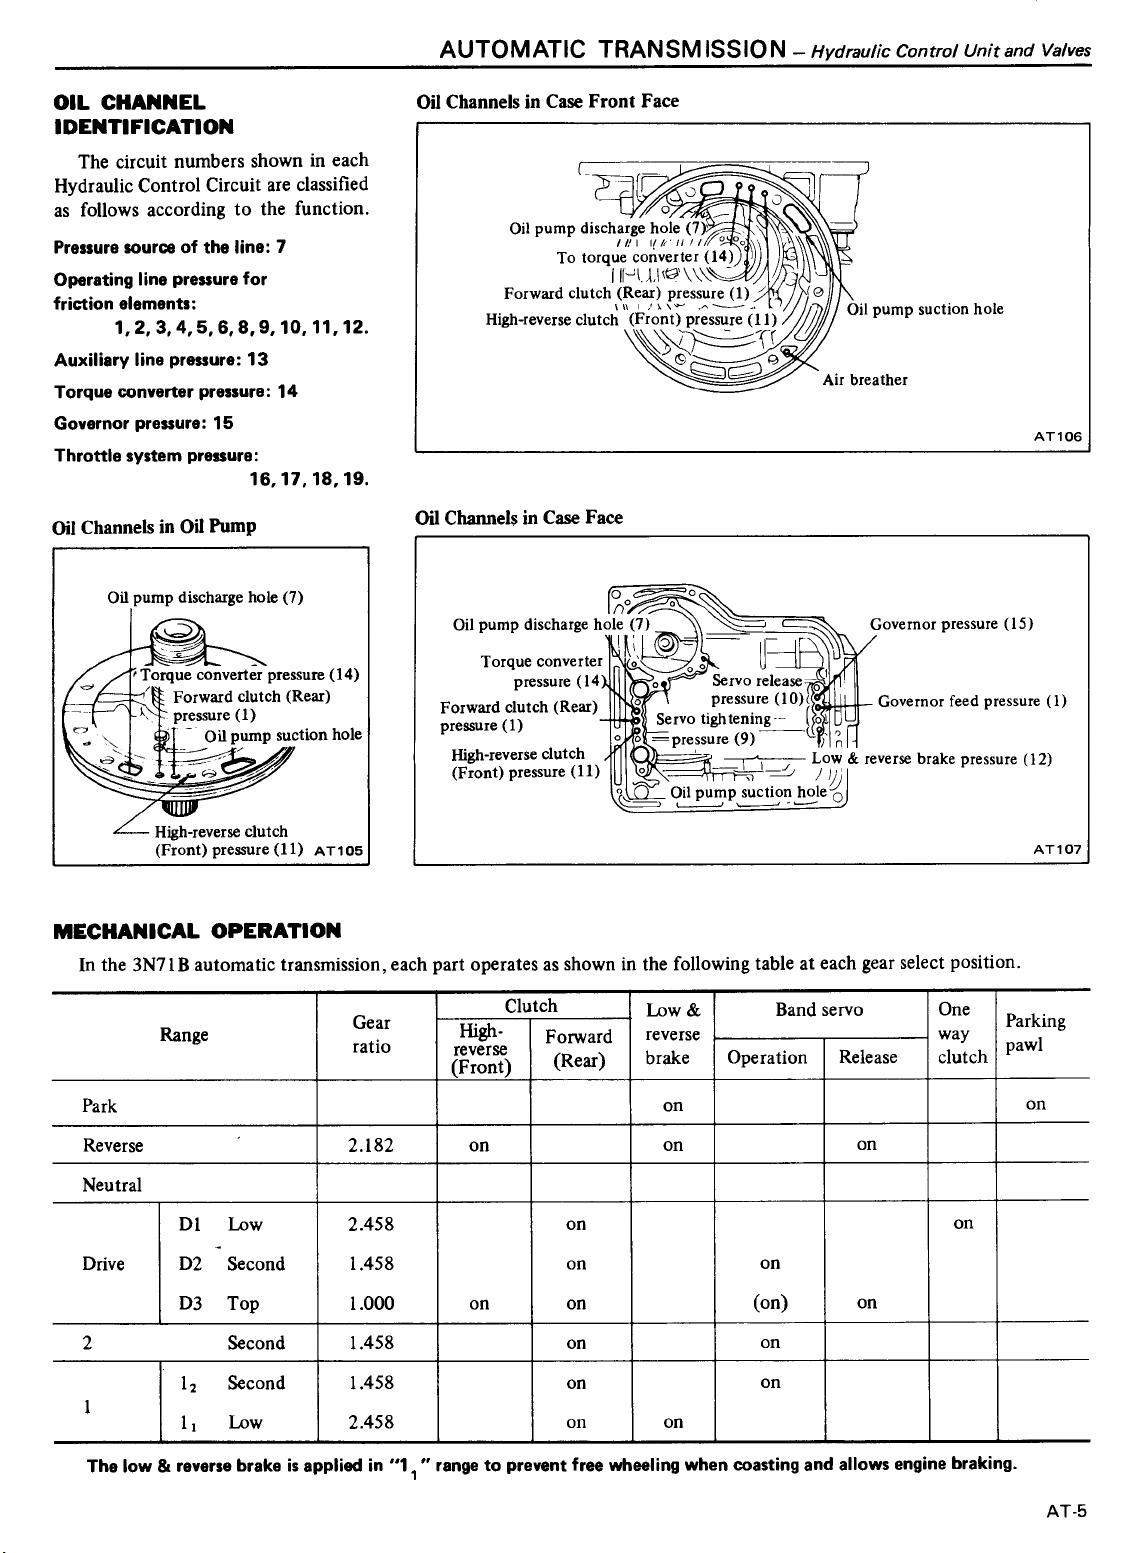 AUTOMATIC TRANSMISSION – Hydraulic Control Unit and Valves
OIL CHANNEL
IDENTIFICATION
The circuit numbers shown in each
Hydraulic Control Circuit are classified
as follows according to the function.
Pressure source of the line: 7
Operating line pressure for
friction elements:
1, 2, 3, 4, 5, 6, 8, 9, 10, 11, 12.
Auxiliary line pressure: 13
Torque converter pressure: 14
Governor pressure: 15
Throttle system pressure:
16, 17, 18, 19.
Oil Channels in Oil Pump
Oil pump discharge hole (7)
Torque converter pressure (14)
Forward clutch (Rear)
pressure (1)
Oil pump suction hole
High-reverse clutch
(Front) pressure (11)
AT105
Oil Channels in Case Front Face
Oil pump discharge hole (7)
To torque converter (14)
Forward clutch (Rear) pressure (1)
High-reverse clutch (Front) pressure (11)
Oil pump suction hole
Air breather
AT106
Oil Channels in Case Face
Oil pump discharge hole (7)
Governor pressure (15)
Torque converter
pressure (14)
Servo release
pressure (10)
Forward clutch (Rear)
pressure (1)
Governor feed pressure (1)
Servo tightening
pressure (9)
High-reverse clutch
(Front) pressure (11)
Low & reverse brake pressure (12)
Oil pump suction hole
AT107
MECHANICAL OPERATION
In the 3N71B automatic transmission, each part operates as shown in the following table at each gear select position.
Range Gear ratio Clutch High-reverse (Front) Forward (Rear) Low & reverse brake Band servo Operation Release One way clutch Parking pawl
Park on on
Reverse 2.182 on on on
Neutral
Drive D1 Low 2.458 on on
D2 Second 1.458 on on
D3 Top 1.000 on on (on) on
2 Second 1.458 on on
1 1₂ Second 1.458 on on
1₁ Low 2.458 on on
The low & reverse brake is applied in "1₁" range to prevent free wheeling when coasting and allows engine braking.
AT-5